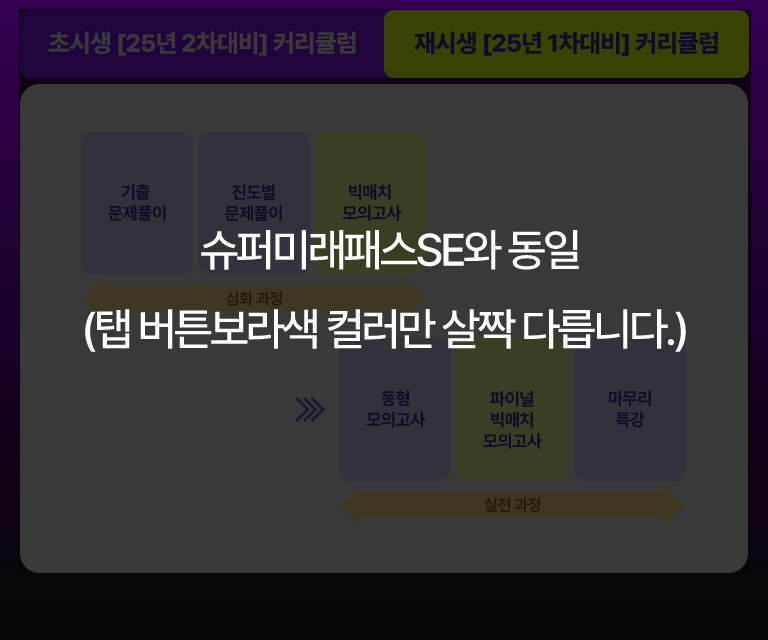 초시생 [25년 2차대비] 커리큘럼
재시생 [25년 1차대비] 커리큘럼
기출
문제풀이
진도별
문제풀이
빅매치
모의고사
슈퍼미래패스SE와 동일
심화 과정
(탭 버튼보라색 컬러만 살짝 다릅니다.)
동형
모의고사
파이널
빅매치
모의고사
마무리
특강
실전 과정